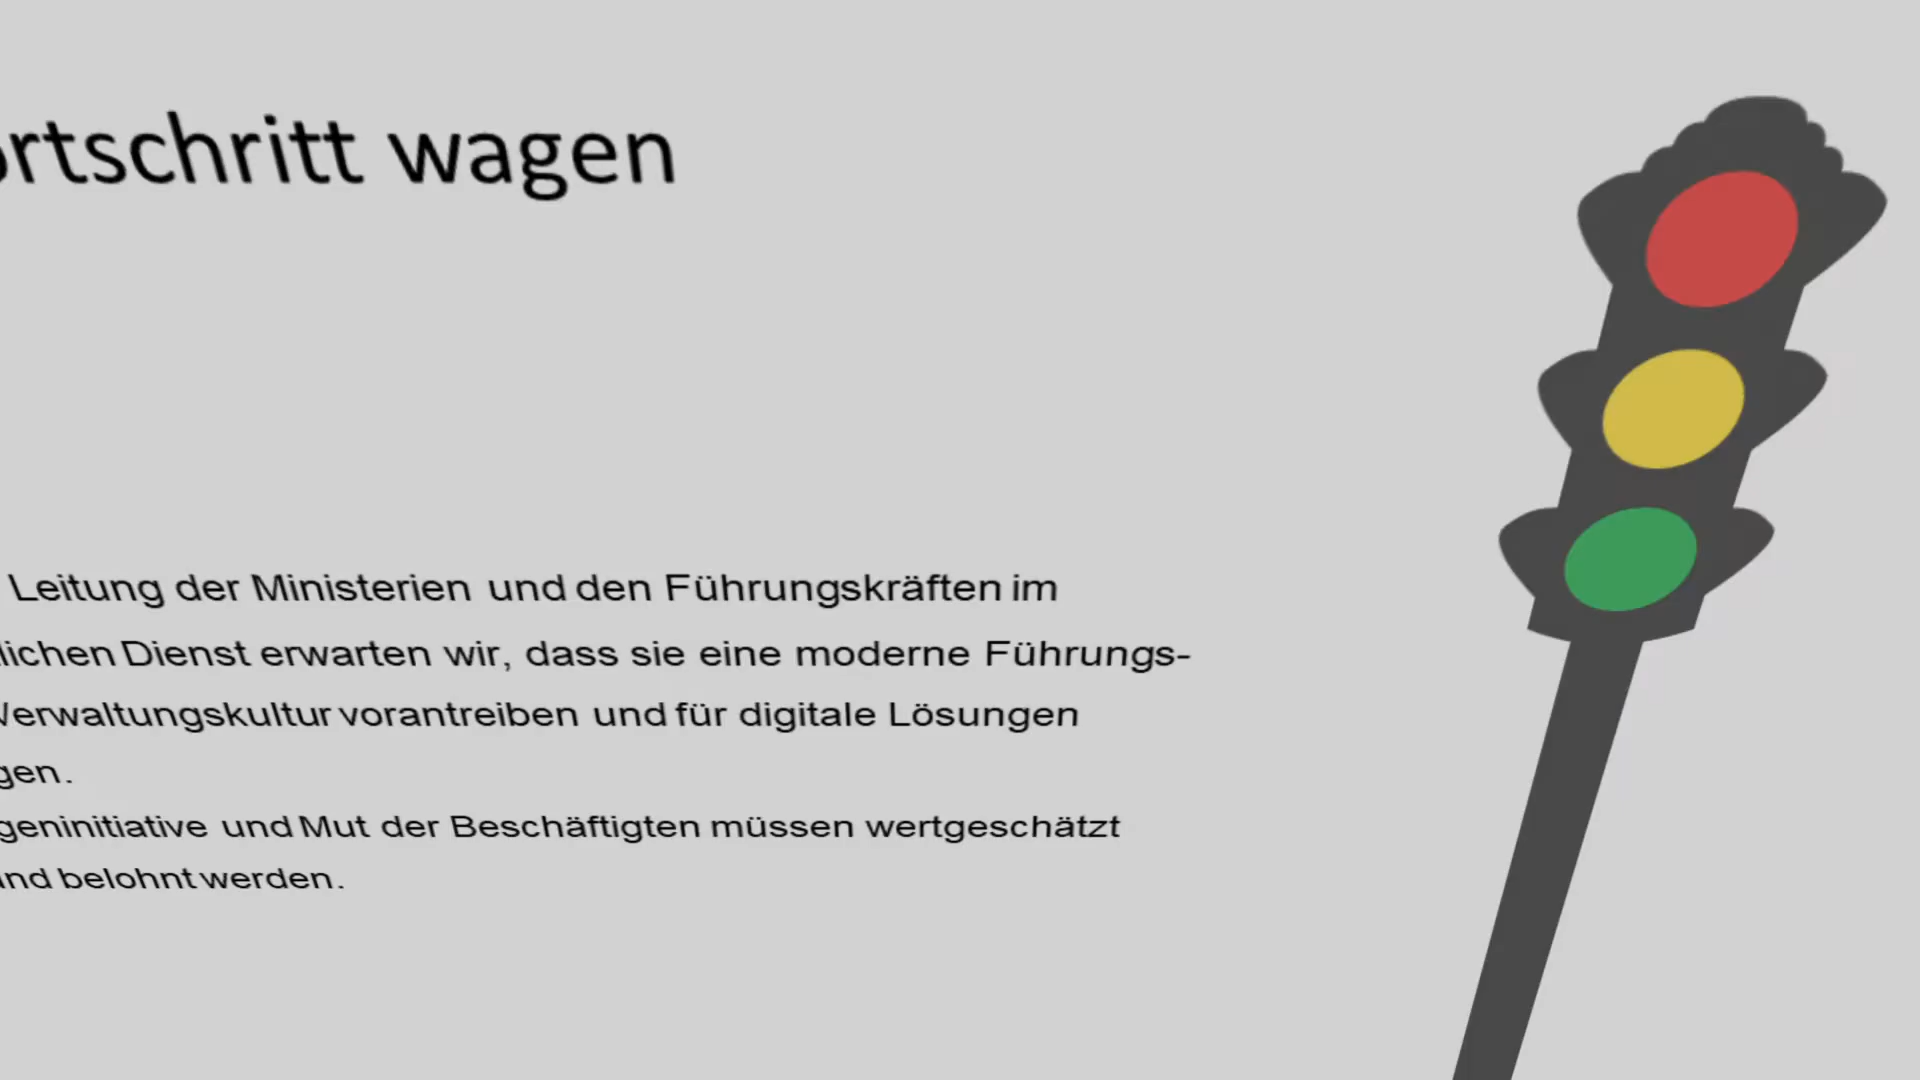 ortschritt wagen
Leitung der Ministerien und den Führungskräften im
lichen Dienst erwarten wir, dass sie eine moderne Führungs-
Verwaltungskultur vorantreiben und für digitale Lösungen
gen.
geninitiative und Mut der Beschäftigten müssen wertgeschätzt
und belohnt werden.